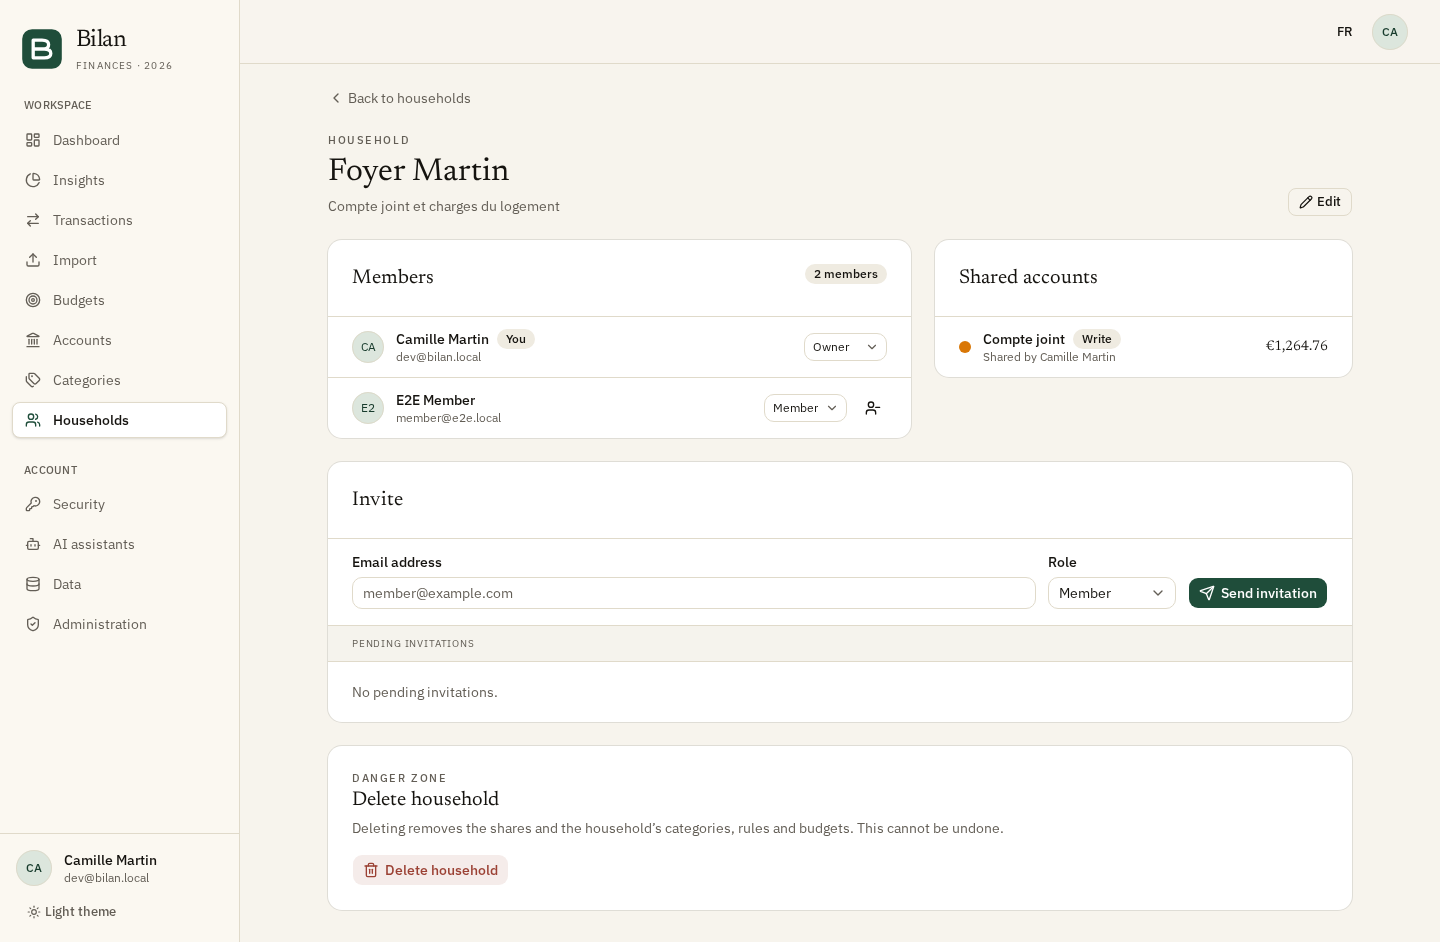 Bilan
FINANCES · 2026
WORKSPACE
Dashboard
Insights
Transactions
Import
Budgets
Accounts
Categories
Households
ACCOUNT
Security
AI assistants
Data
Administration
CA
Camille Martin
dev@bilan.local
Light theme
FR
CA
Back to households
HOUSEHOLD
Foyer Martin
Compte joint et charges du logement
Edit
Members
2 members
CA
Camille Martin
You
dev@bilan.local
Owner
E2
E2E Member
member@e2e.local
Member
Shared accounts
Compte joint
Write
Shared by Camille Martin
€1,264.76
Invite
Email address
member@example.com
Role
Member
Send invitation
PENDING INVITATIONS
No pending invitations.
DANGER ZONE
Delete household
Deleting removes the shares and the household’s categories, rules and budgets. This cannot be undone.
Delete household